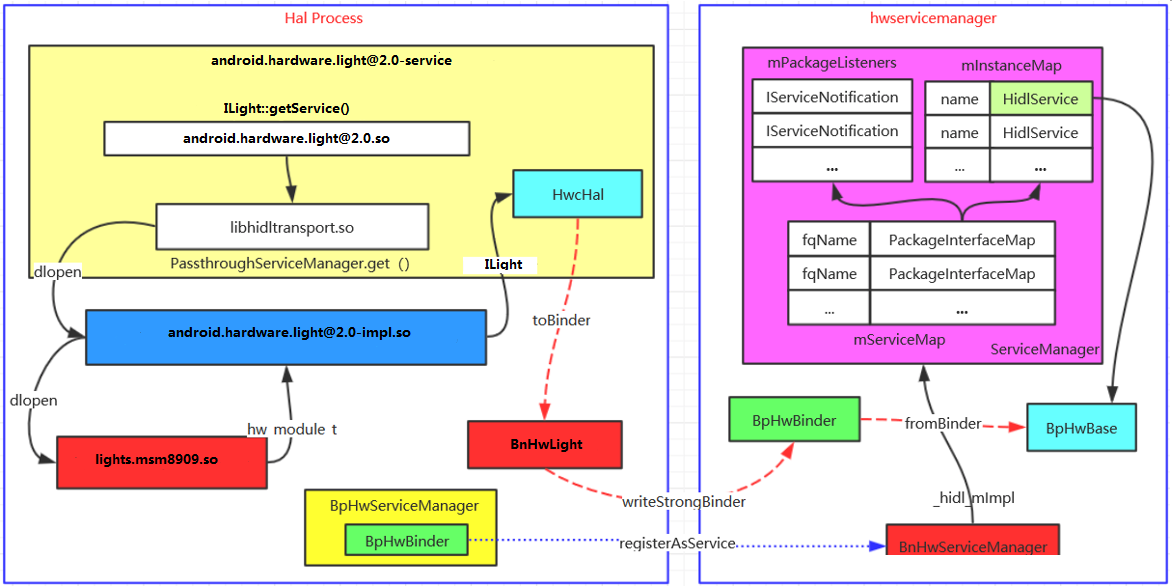 Hal Process
android.hardware.light@2.0-service
ILight::getService()
android.hardware.light@2.0.so
HwcHal
libhidltransport.so
PassthroughServiceManager.get ()
ILight
dlopen
toBinder
android.hardware.light@2.0-impl.so
dlopen
hw_module_t
lights.msm8909.so
BnHwLight
writeStrongBinder
BpHwServiceManager
BpHwBinder
registerAsService
hwservicemanager
mPackageListeners
IServiceNotification
IServiceNotification
...
mInstanceMap
name HidlService
name HidlService
... ...
fqName PackageInterfaceMap
fqName PackageInterfaceMap
... ...
mServiceMap
ServiceManager
BpHwBinder
fromBinder
BpHwBase
_hidl_mImpl
BnHwServiceManager